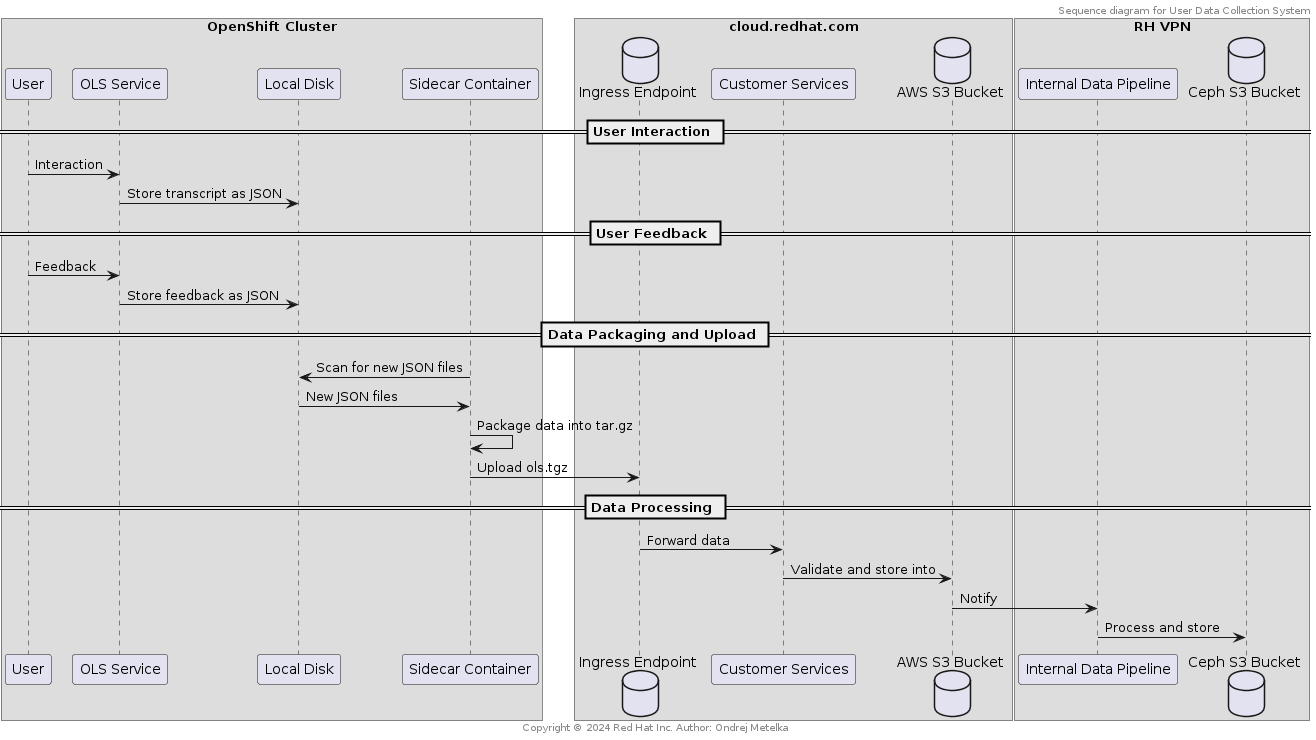 Sequence diagram for User Data Collection System
OpenShift Cluster
cloud.redhat.com
RH VPN
User
OLS Service
Local Disk
Sidecar Container
Ingress Endpoint
Customer Services
AWS S3 Bucket
Internal Data Pipeline
Ceph S3 Bucket
User Interaction
Interaction
Store transcript as JSON
User Feedback
Feedback
Store feedback as JSON
Data Packaging and Upload
Scan for new JSON files
New JSON files
Package data into tar.gz
Upload ols.tgz
Data Processing
Forward data
Validate and store into
Notify
Process and store
User
OLS Service
Local Disk
Sidecar Container
Ingress Endpoint
Customer Services
AWS S3 Bucket
Internal Data Pipeline
Ceph S3 Bucket
Copyright © 2024 Red Hat Inc. Author: Ondrej Metelka